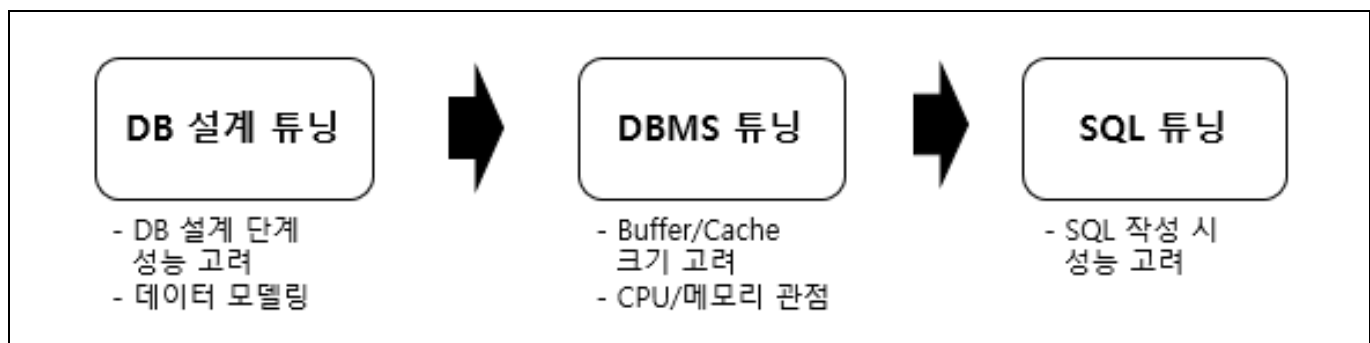 DB 설계 튜닝
- DB 설계 단계
성능 고려
- 데이터 모델링
DBMS 튜닝
- Buffer/Cache
크기 고려
- CPU/메모리 관점
SQL 튜닝
- SQL 작성 시
성능 고려